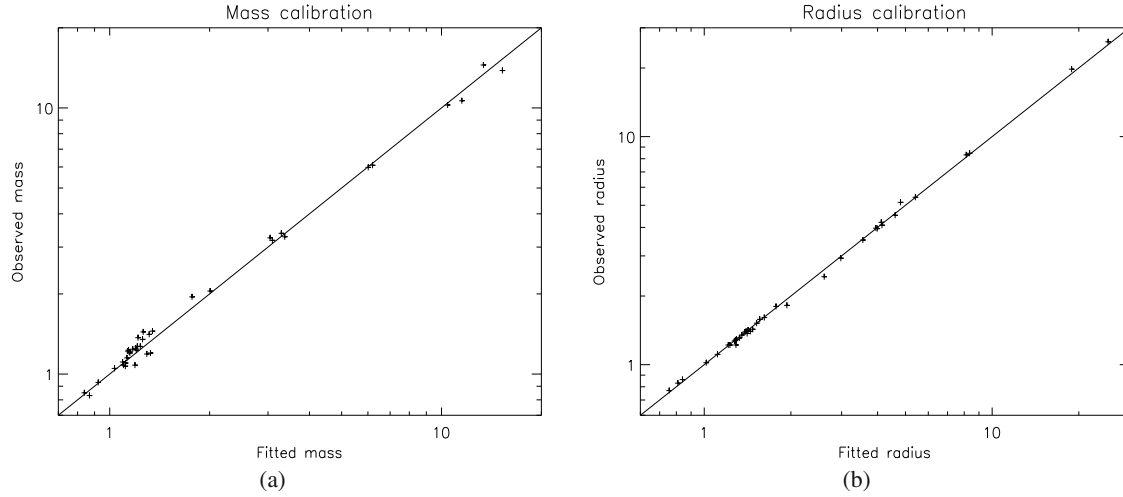 Mass calibration
Observed mass
10
1
1
10
Fitted mass
(a)
Radius calibration
Observed radius
10
1
1
10
Fitted radius
(b)